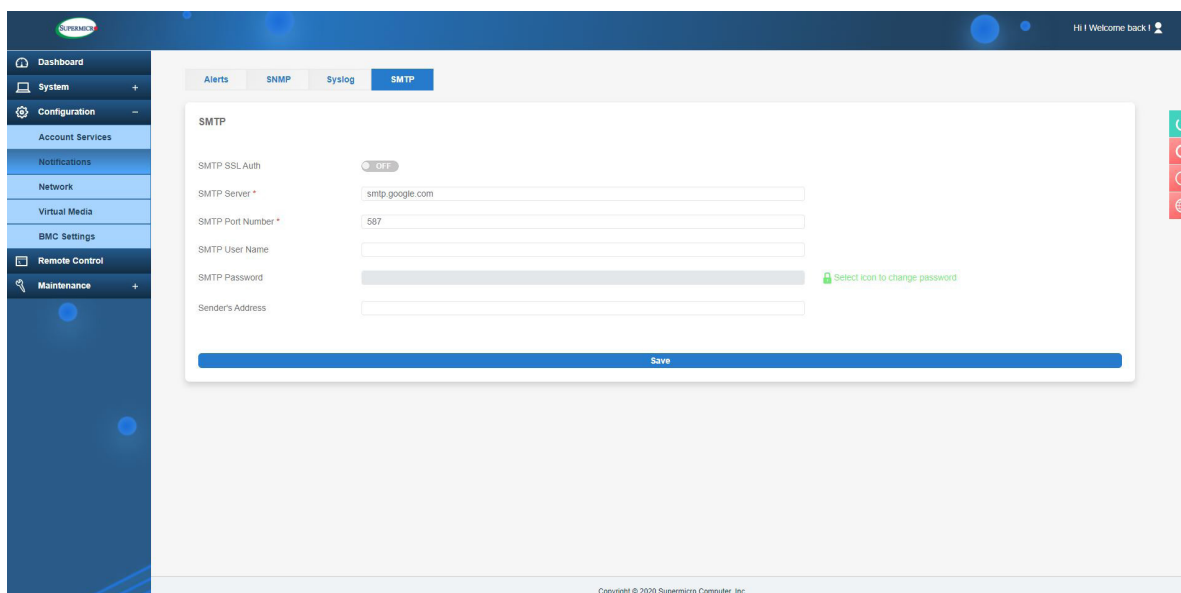 SUPERMICR
Hi ! Welcome back !
Dashboard
System +
Configuration −
Account Services
Notifications
Network
Virtual Media
BMC Settings
Remote Control
Maintenance +
Alerts SNMP Syslog SMTP
SMTP
SMTP SSL Auth OFF
SMTP Server * smtp.google.com
SMTP Port Number * 587
SMTP User Name
SMTP Password Select icon to change password
Sender's Address
Save
Copyright © 2020 Supermicro Computer, Inc.